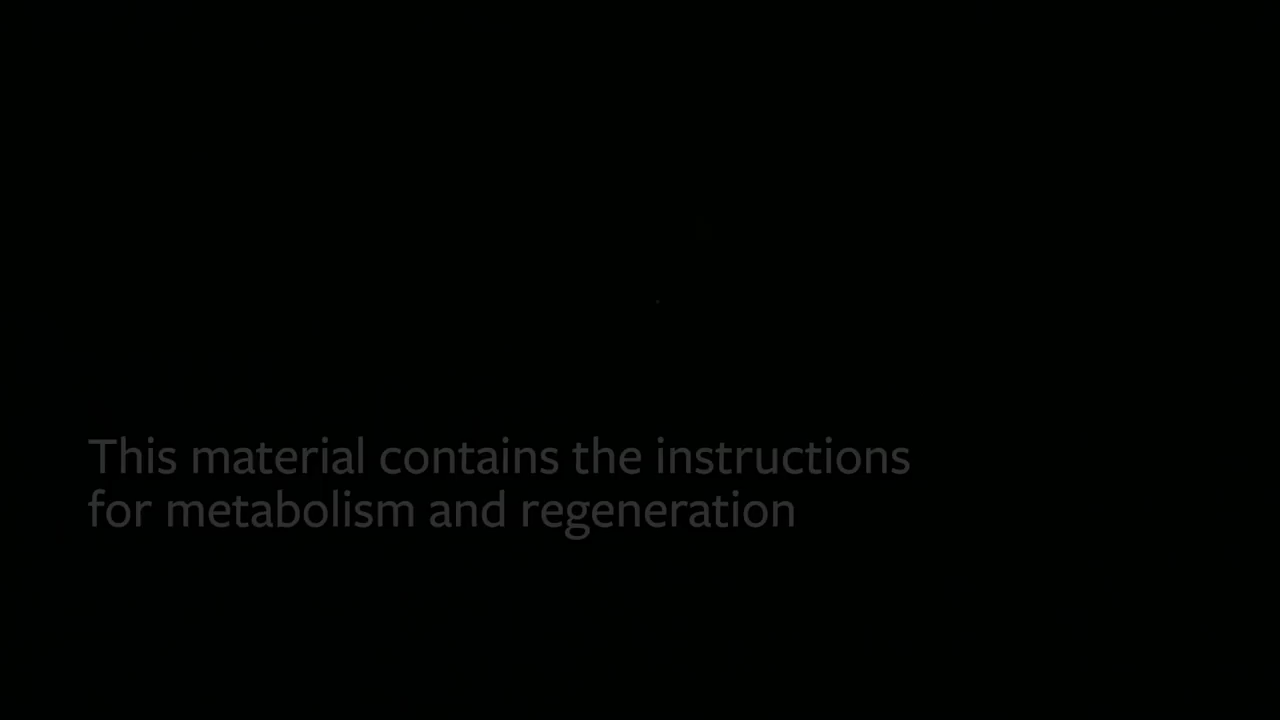 This material contains the instructions
for metabolism and regeneration